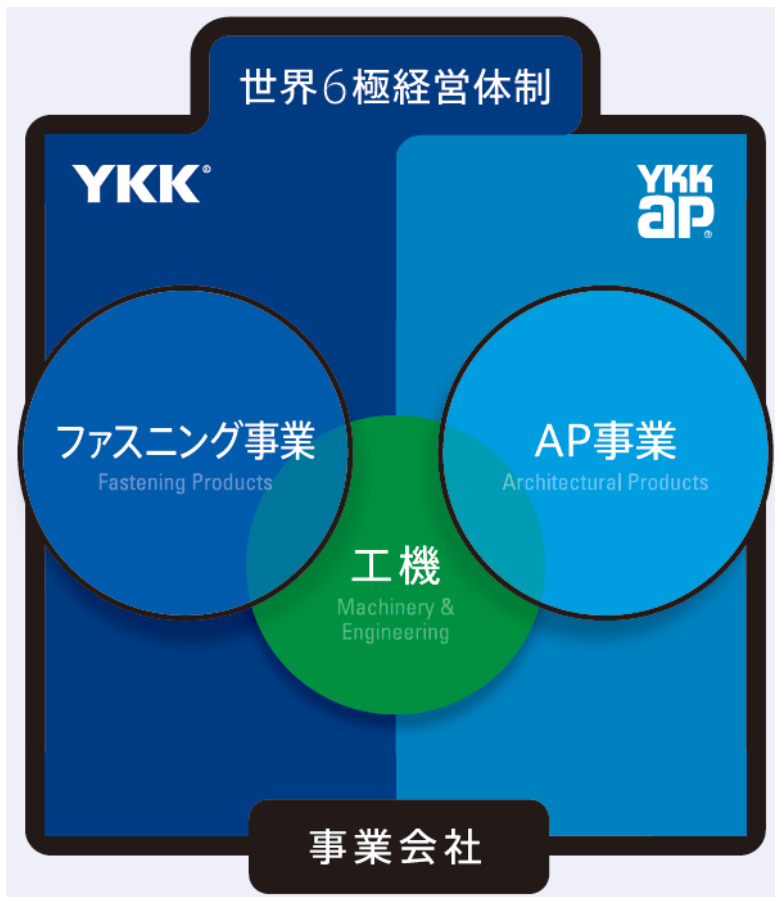 世界6極経営体制
YKK®
YKK
ap®
ファスニング事業
Fastening Products
AP事業
Architectural Products
工機
Machinery &
Engineering
事業会社